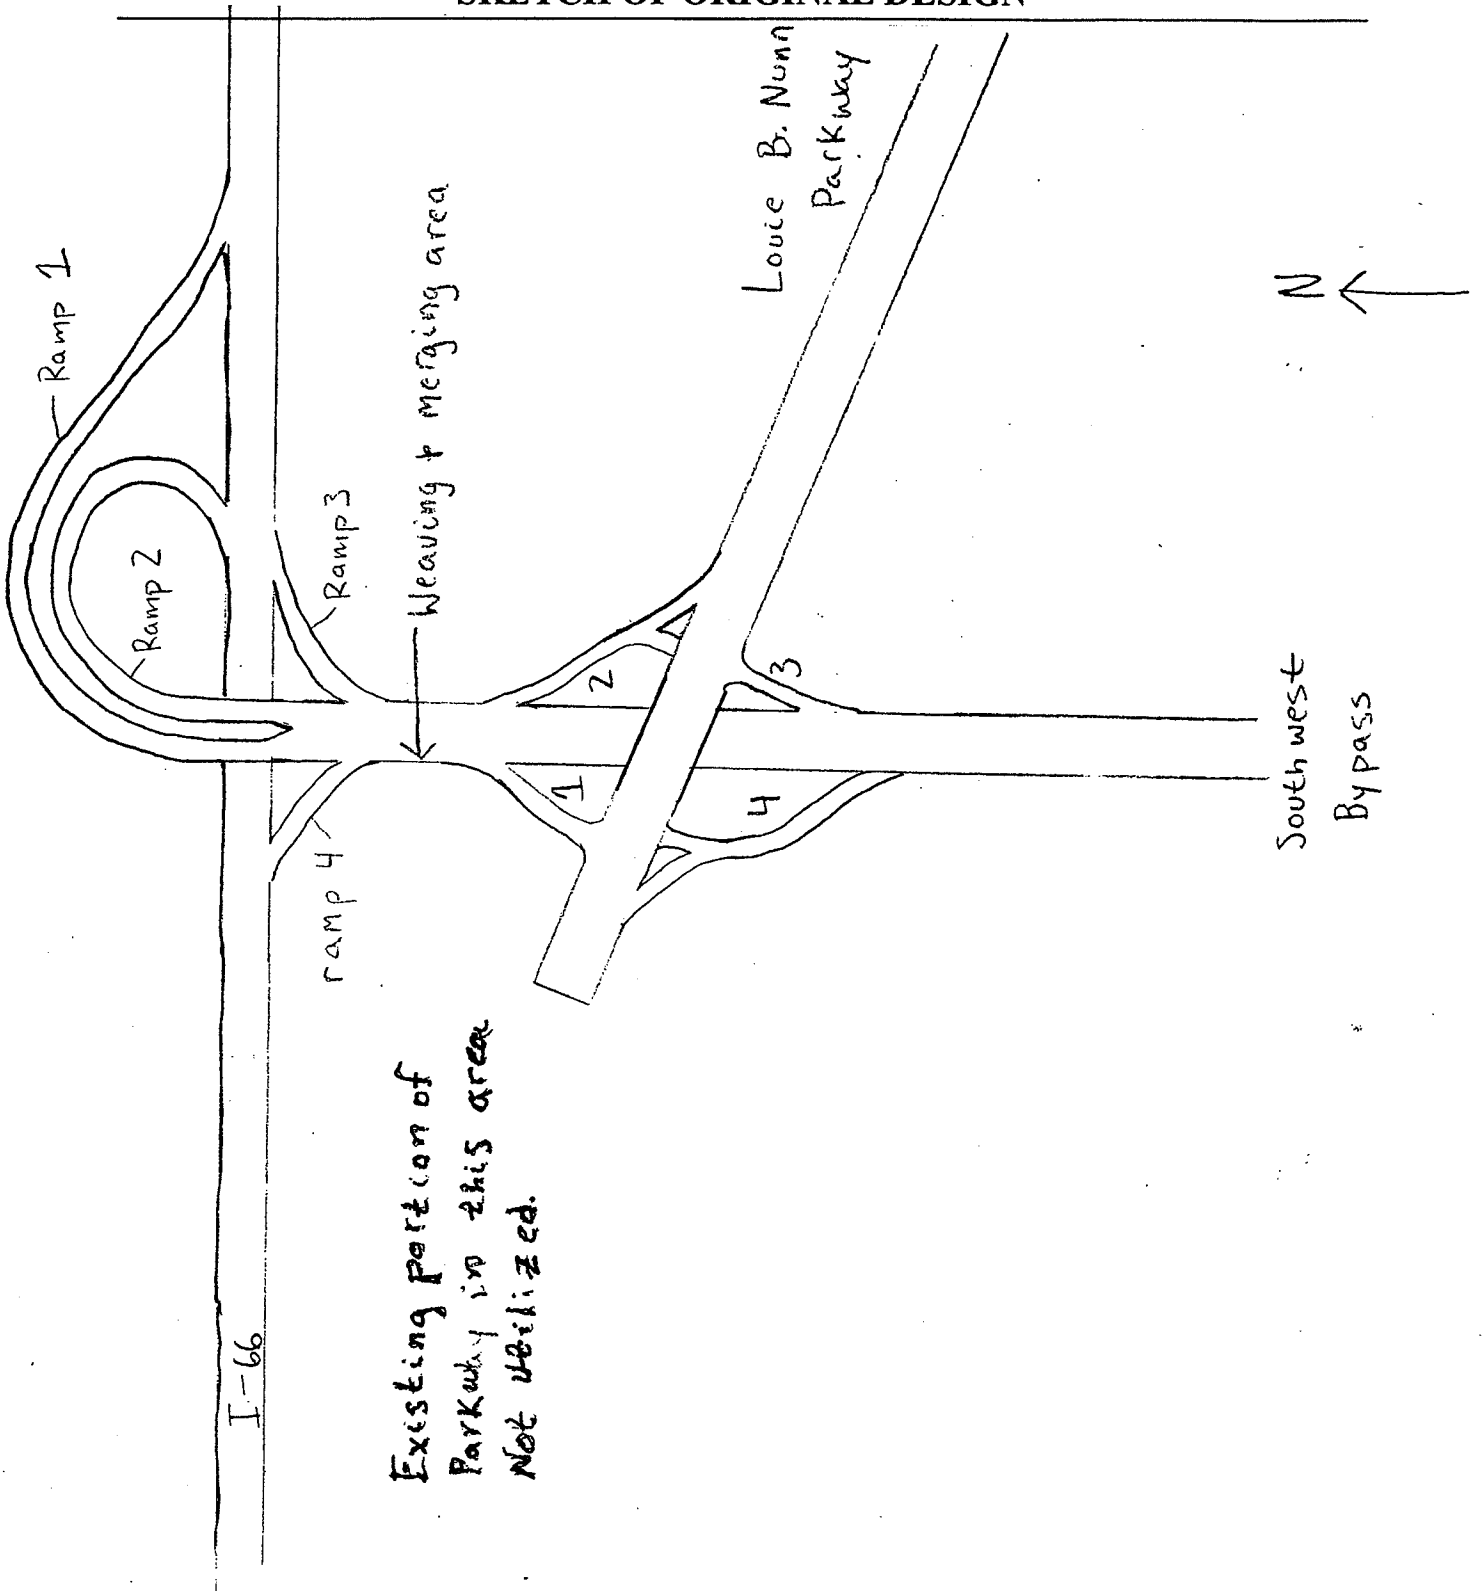 SKETCH OF ORIGINAL DESIGN
Ramp 1
Ramp 2
Ramp 3
ramp 4
I-66
Weaving & merging area
Louie B. Nunn
Parkway
1
2
3
4
Existing portion of
Parkway in this area
Not utilized.
N
South west
Bypass